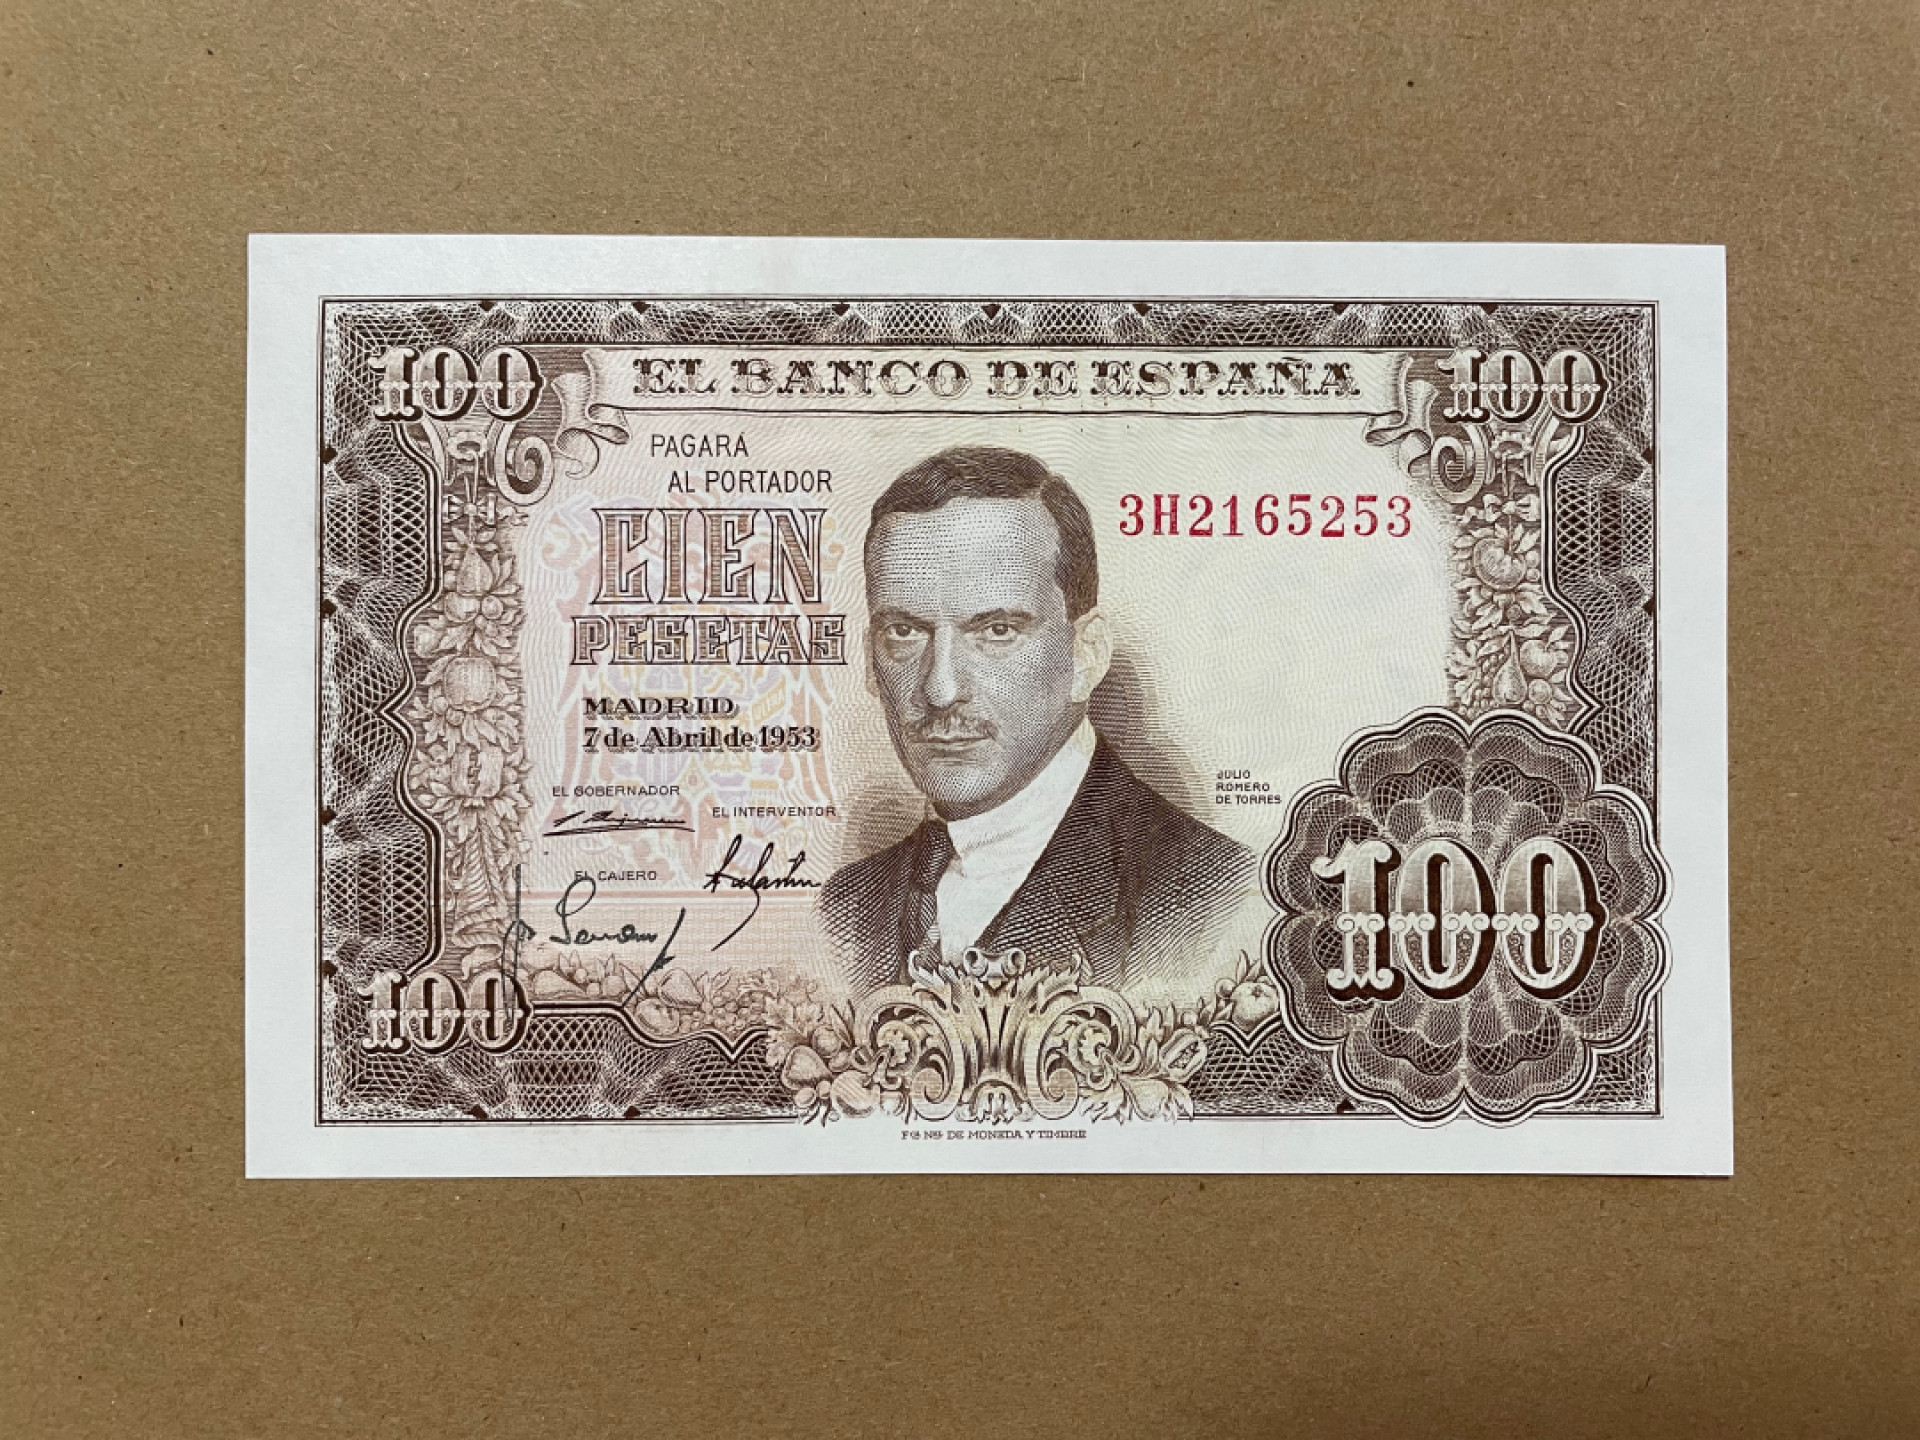 100 EL BANCO DE ESPAÑA 100
PAGARÁ
AL PORTADOR
CIEN
PESETAS
3H2165253
MADRID
7 de Abril de 1953
EL GOBERNADOR
EL INTERVENTOR
EL CAJERO
JULIO
ROMERO
DE TORRES
100
100
FCA NAL DE MONEDA Y TIMBRE